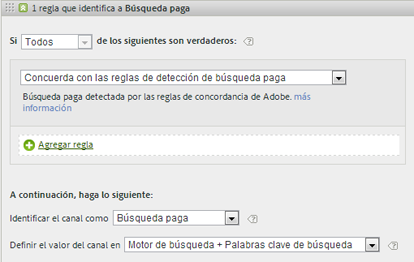 1 regla que identifica a Búsqueda paga
Si Todos de los siguientes son verdaderos:
Concuerda con las reglas de detección de búsqueda paga
Búsqueda paga detectada por las reglas de concordancia de Adobe. más
información
Agregar regla
A continuación, haga lo siguiente:
Identificar el canal como Búsqueda paga
Definir el valor del canal en Motor de búsqueda + Palabras clave de búsqueda